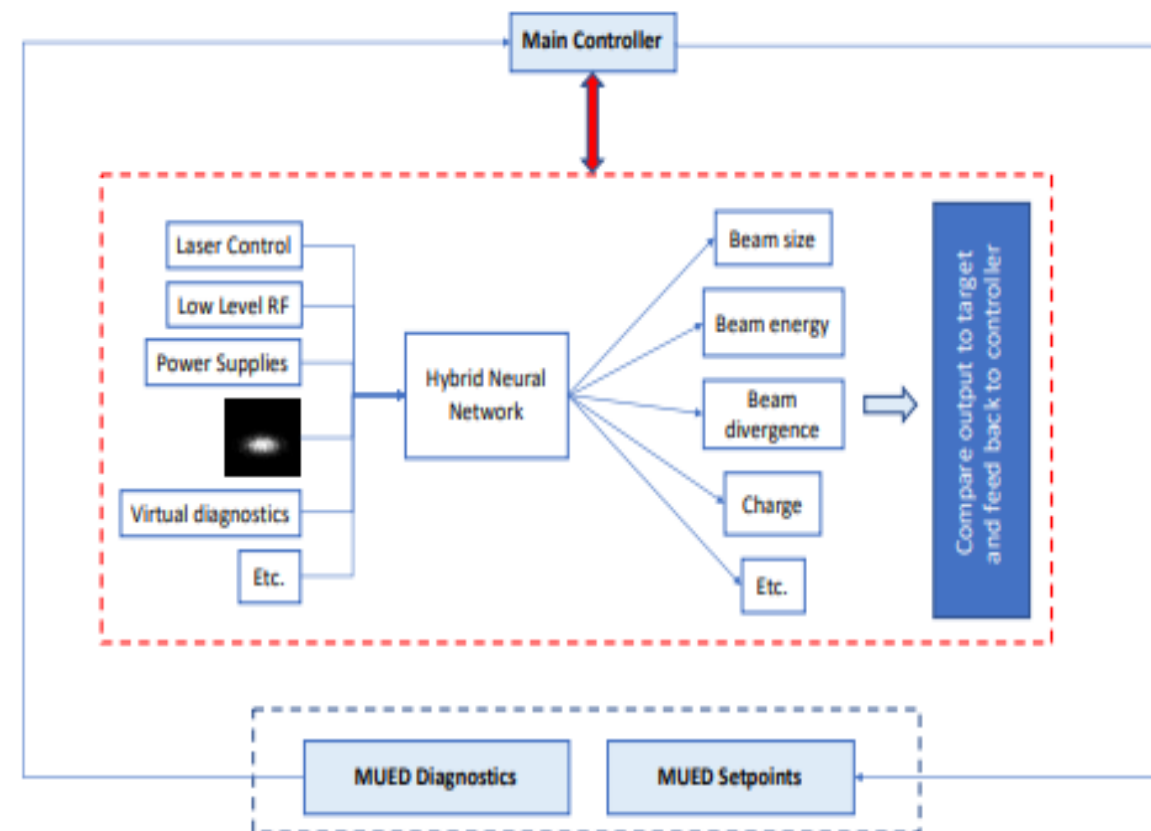 Main Controller
Laser Control
Low Level RF
Power Supplies
Virtual diagnostics
Etc.
Hybrid Neural
Network
Beam size
Beam energy
Beam
divergence
Charge
Etc.
Compare output to target
and feed back to controller
MUED Diagnostics
MUED Setpoints